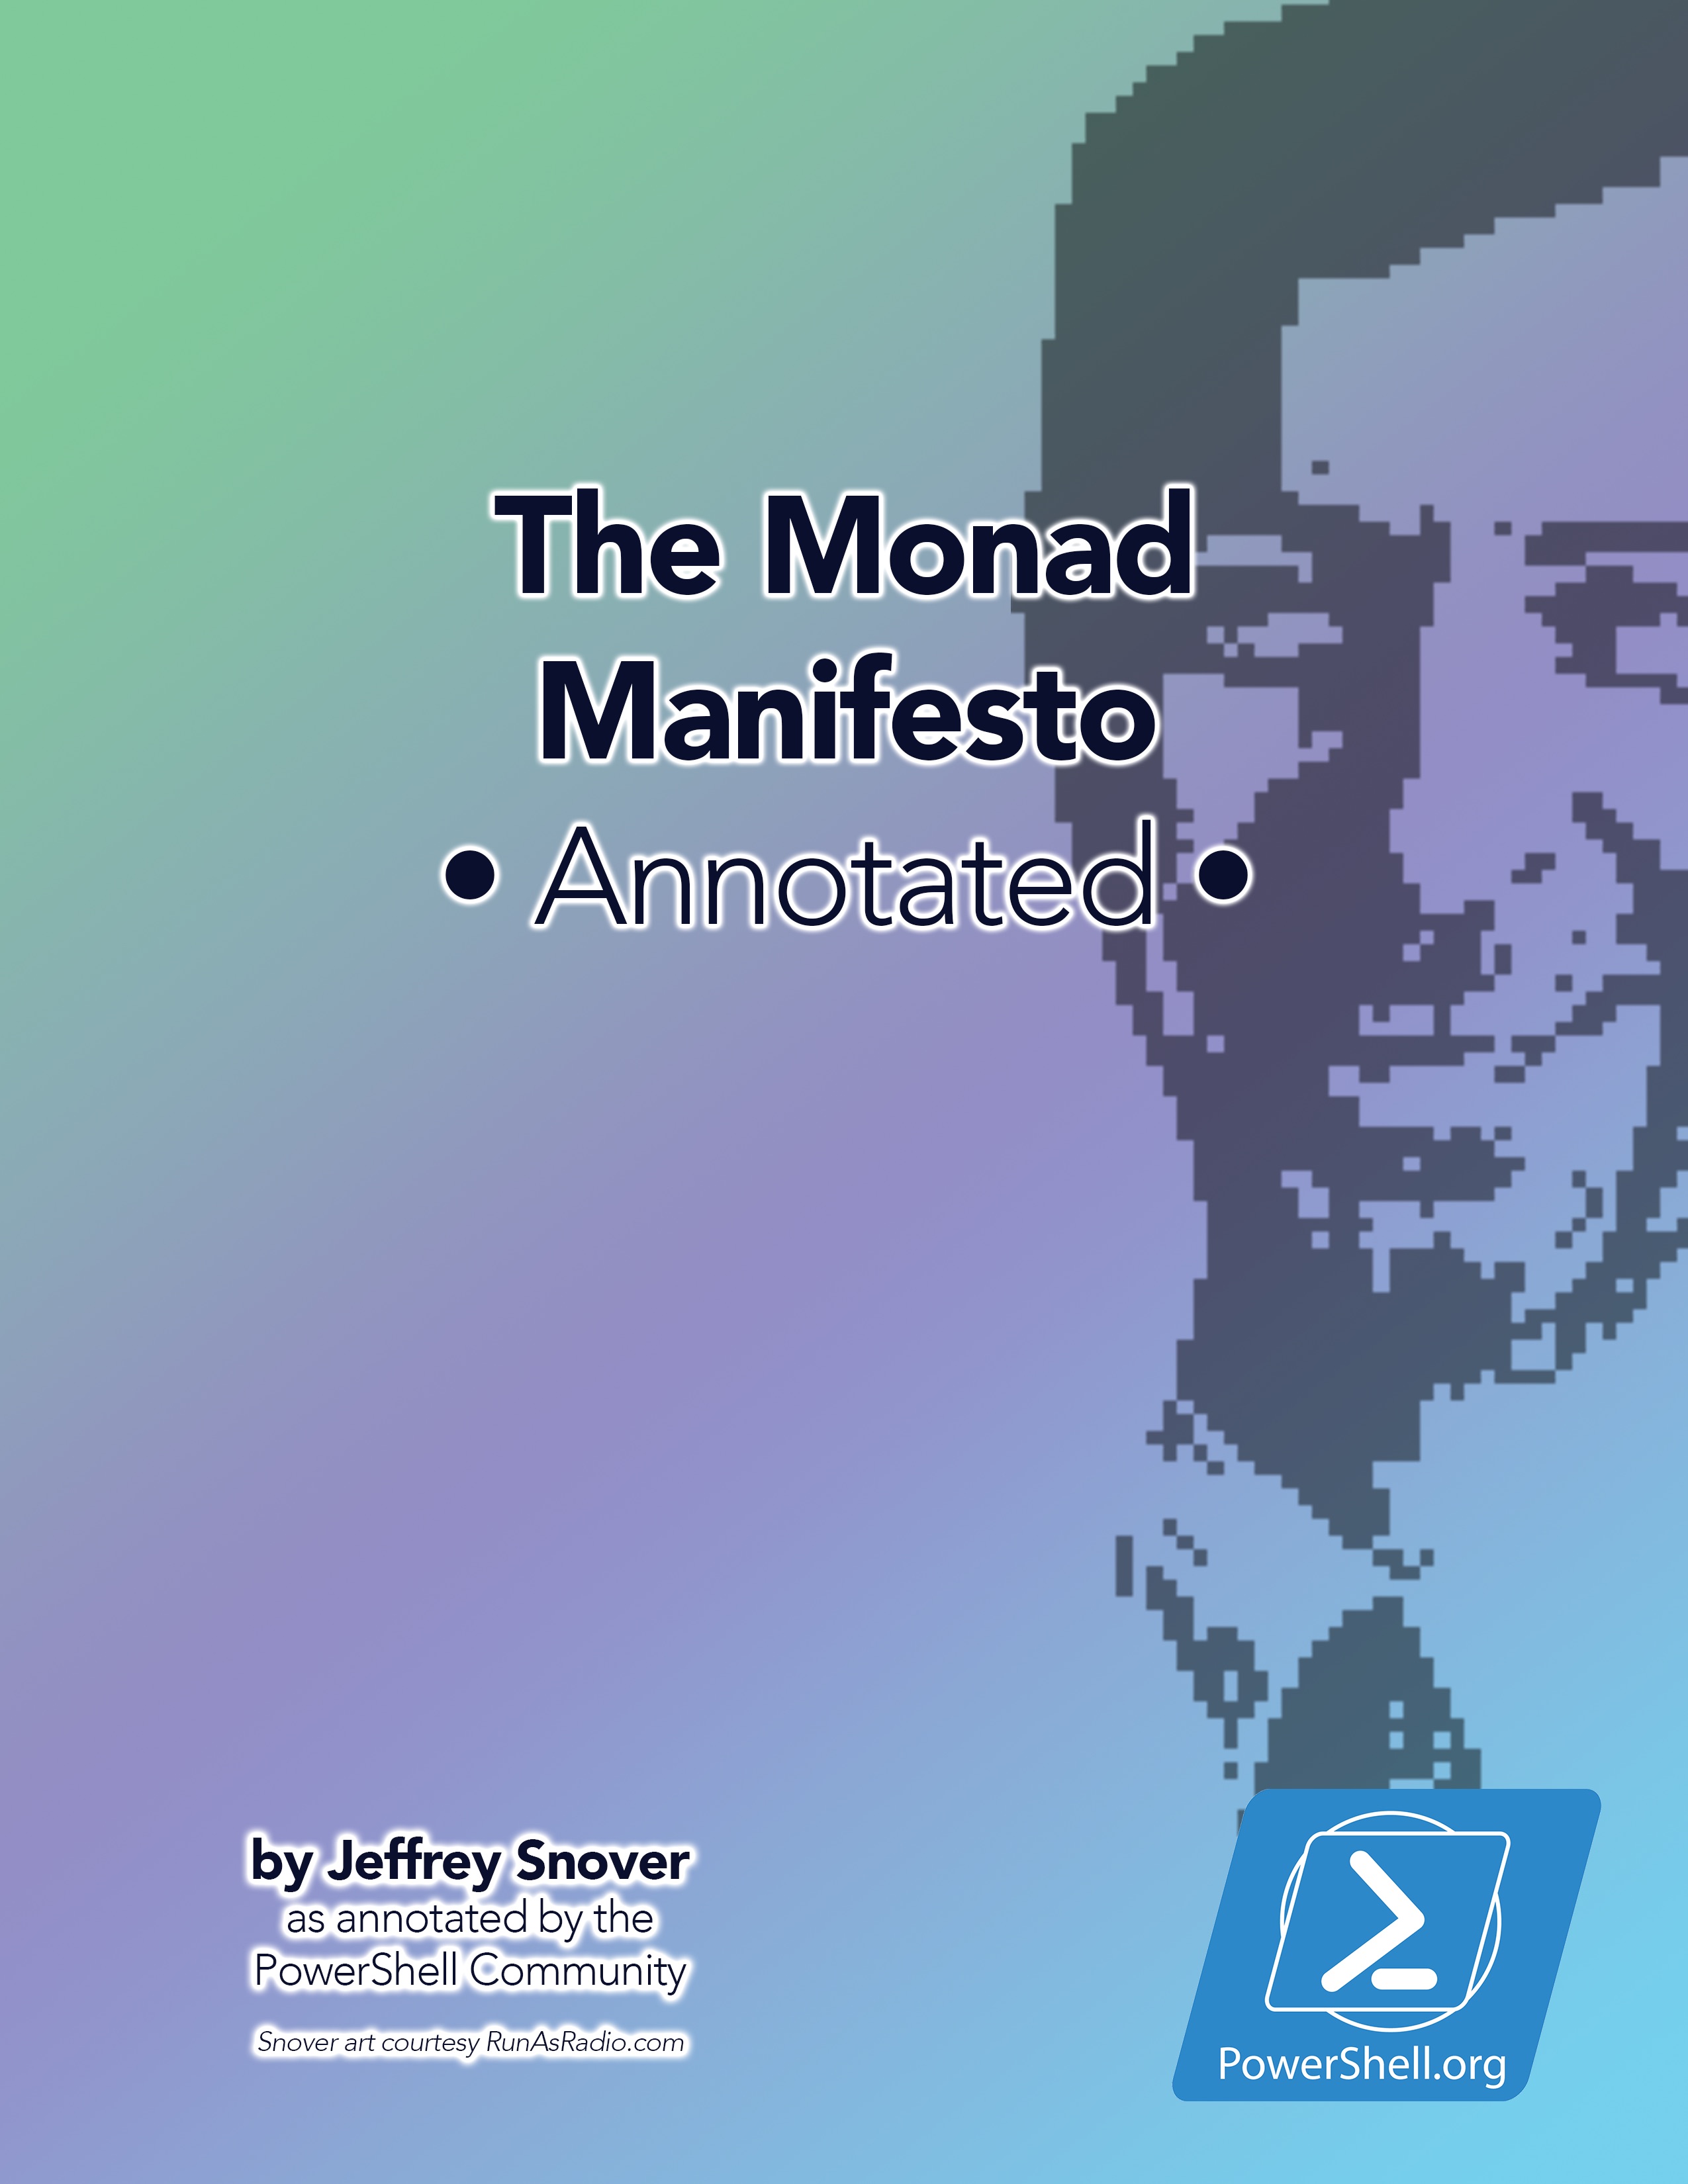 The Monad
Manifesto
• Annotated •
by Jeffrey Snover
as annotated by the
PowerShell Community
Snover art courtesy RunAsRadio.com
PowerShell.org